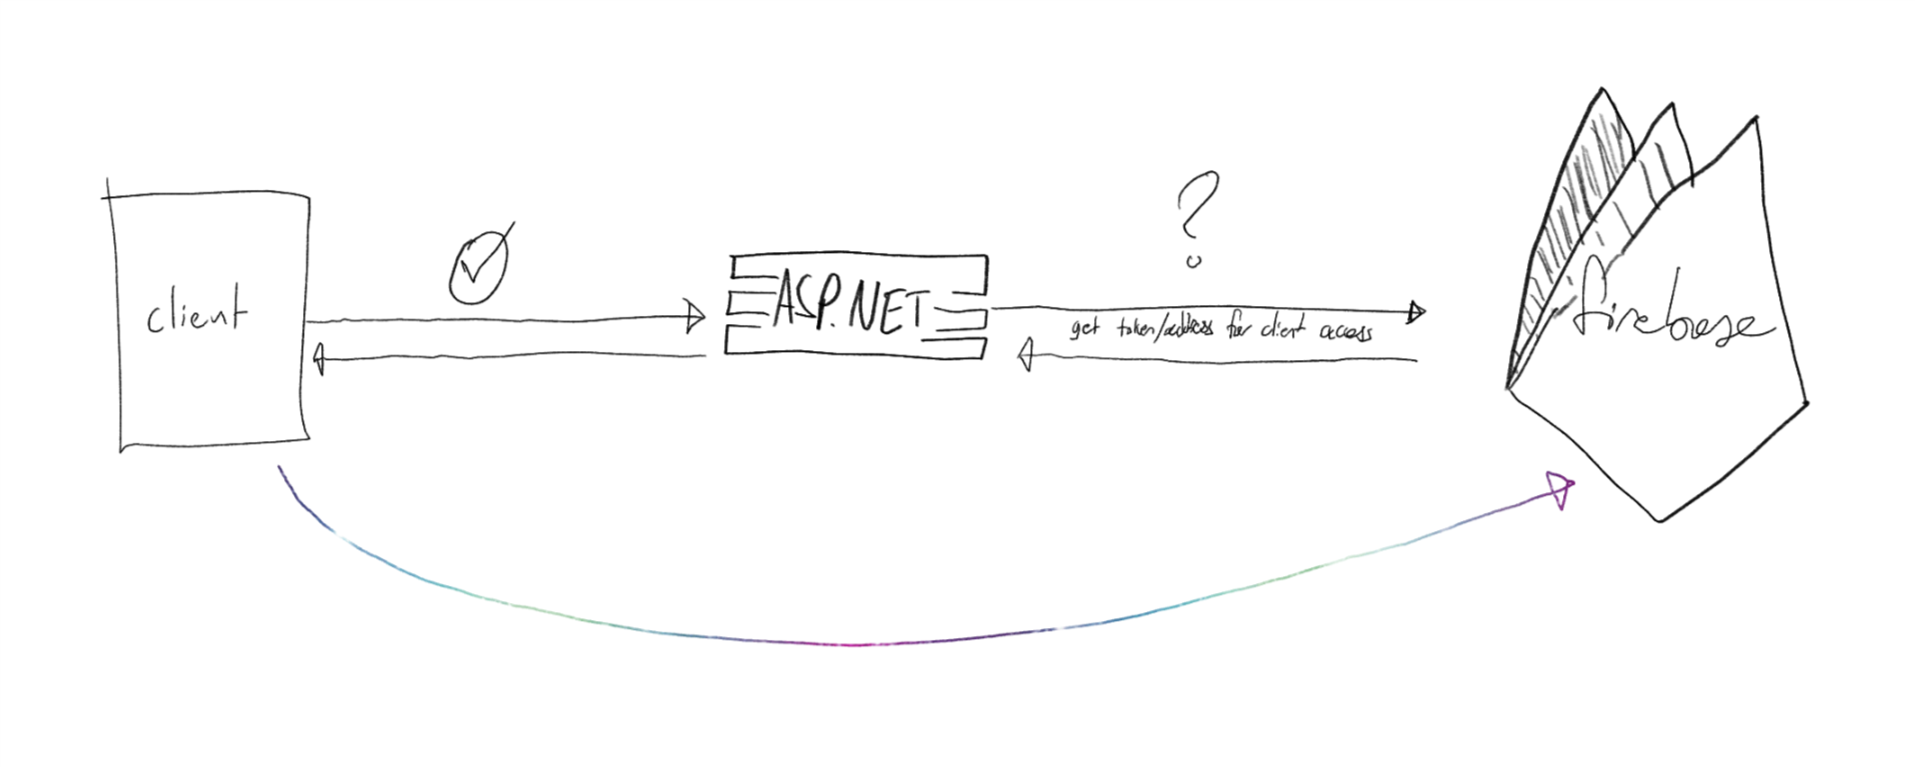 ?
client
ASP.NET
get token/address for client access
firebase